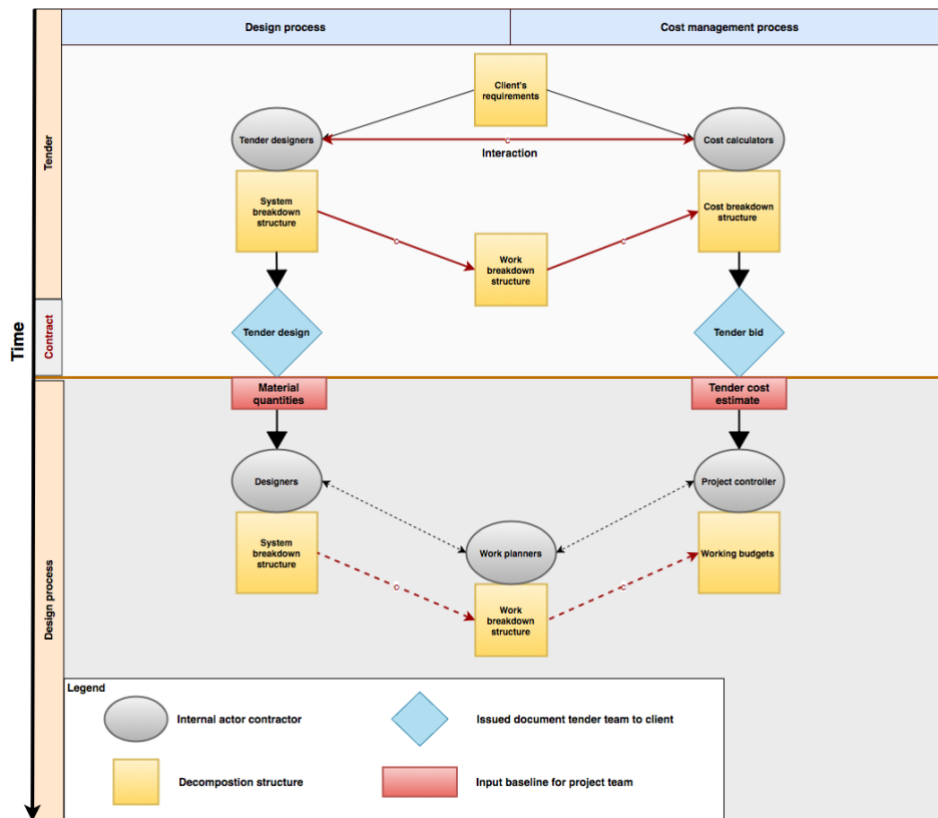 Design process
Cost management process
Client's
requirements
Tender designers
Cost calculators
Interaction
c
System
breakdown
structure
Cost breakdown
structure
c
c
Work
breakdown
structure
Tender
Tender design
Tender bid
Contract
Time
Material
quantities
Tender cost
estimate
Designers
Project controller
System
breakdown
structure
Work planners
Working budgets
c
c
Work
breakdown
structure
Design process
Legend
Internal actor contractor
Issued document tender team to client
Decompostion structure
Input baseline for project team